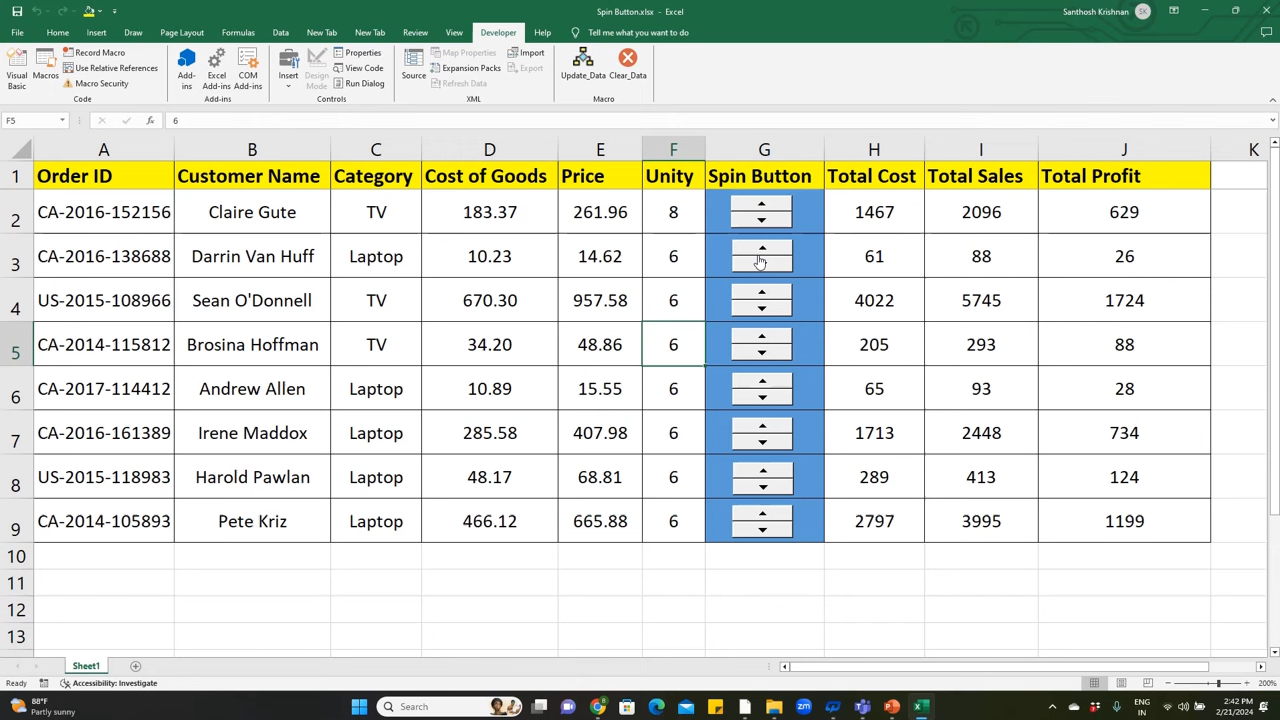 Spin Button.xlsx - Excel
Santhosh Krishnan SK
File Home Insert Draw Page Layout Formulas Data New Tab New Tab Review View Developer Help Tell me what you want to do
Visual Basic
Macros
Record Macro
Use Relative References
Macro Security
Code
Add-ins
Excel Add-ins
COM Add-ins
Add-ins
Insert
Design Mode
Properties
View Code
Run Dialog
Controls
Source
Map Properties
Expansion Packs
Refresh Data
Import
Export
XML
Update_Data Clear_Data
Macro
F5 fx 6
A B C D E F G H I J K
1 Order ID Customer Name Category Cost of Goods Price Unity Spin Button Total Cost Total Sales Total Profit
2 CA-2016-152156 Claire Gute TV 183.37 261.96 8 1467 2096 629
3 CA-2016-138688 Darrin Van Huff Laptop 10.23 14.62 6 61 88 26
4 US-2015-108966 Sean O'Donnell TV 670.30 957.58 6 4022 5745 1724
5 CA-2014-115812 Brosina Hoffman TV 34.20 48.86 6 205 293 88
6 CA-2017-114412 Andrew Allen Laptop 10.89 15.55 6 65 93 28
7 CA-2016-161389 Irene Maddox Laptop 285.58 407.98 6 1713 2448 734
8 US-2015-118983 Harold Pawlan Laptop 48.17 68.81 6 289 413 124
9 CA-2014-105893 Pete Kriz Laptop 466.12 665.88 6 2797 3995 1199
10
11
12
13
Sheet1
Ready Accessibility: Investigate 200%
88°F
Partly sunny
Search
ENG
IN
2:42 PM
2/21/2024